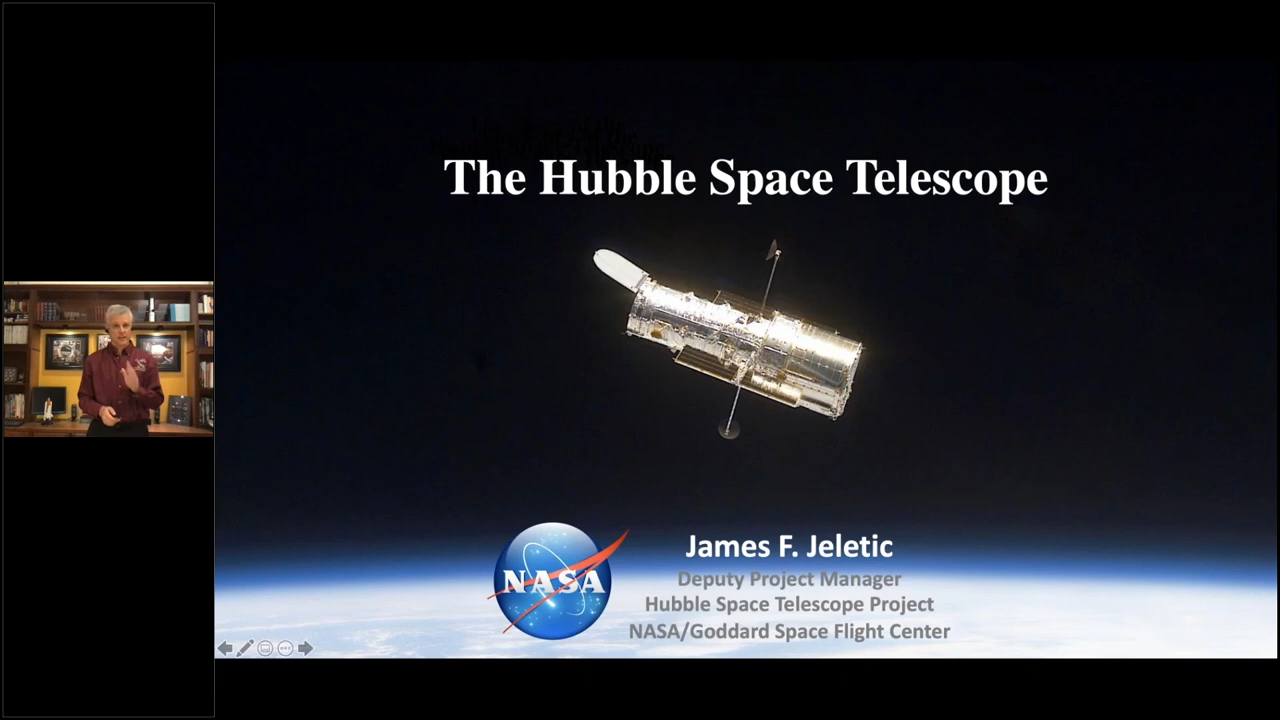 The Hubble Space Telescope
NASA
James F. Jeletic
Deputy Project Manager
Hubble Space Telescope Project
NASA/Goddard Space Flight Center